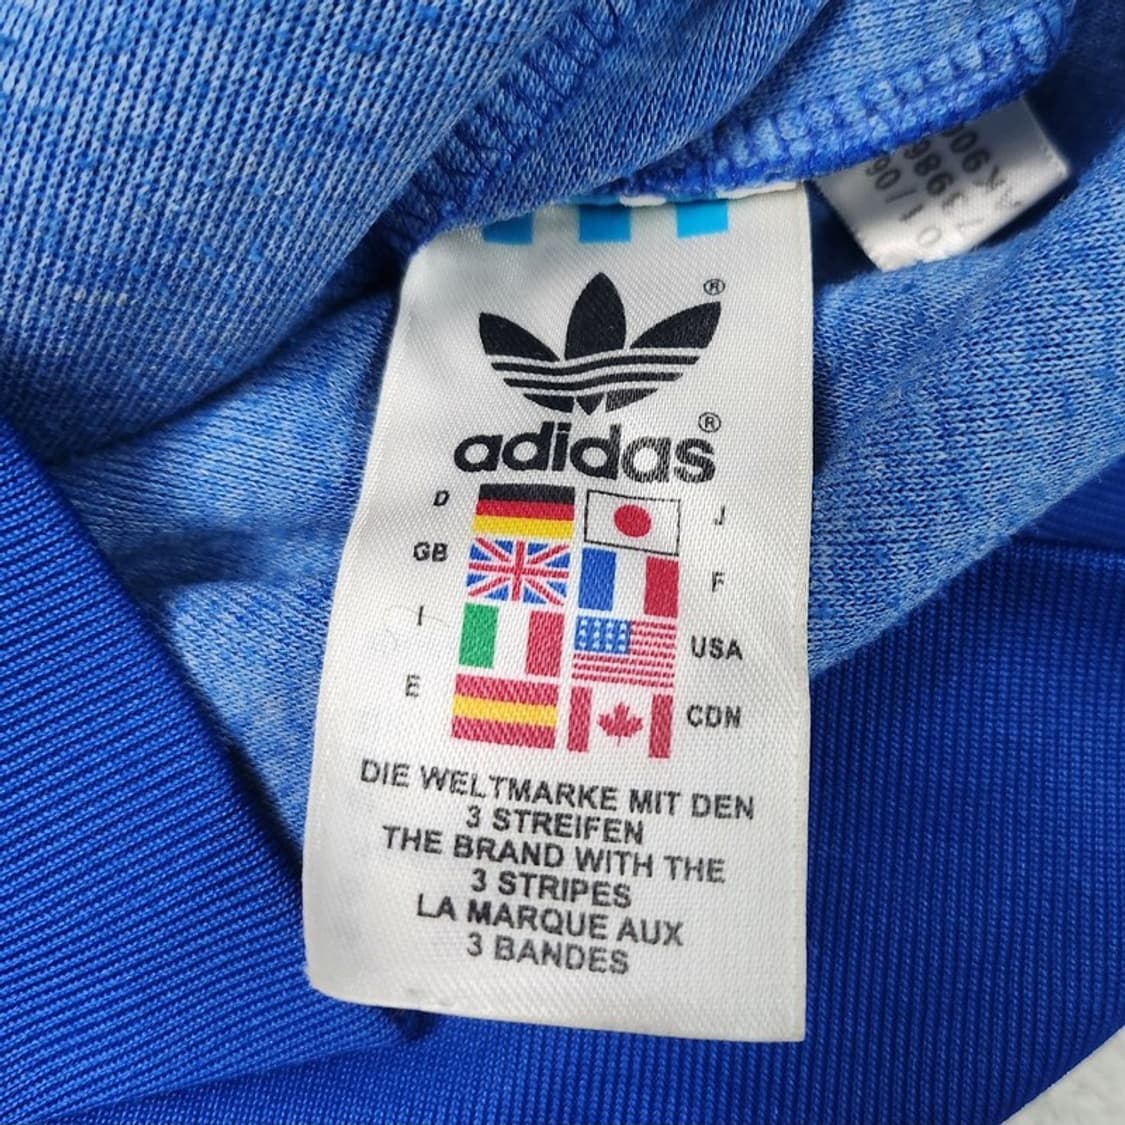 ®
adidas®
D J
GB F
I USA
E CDN
DIE WELTMARKE MIT DEN
3 STREIFEN
THE BRAND WITH THE
3 STRIPES
LA MARQUE AUX
3 BANDES